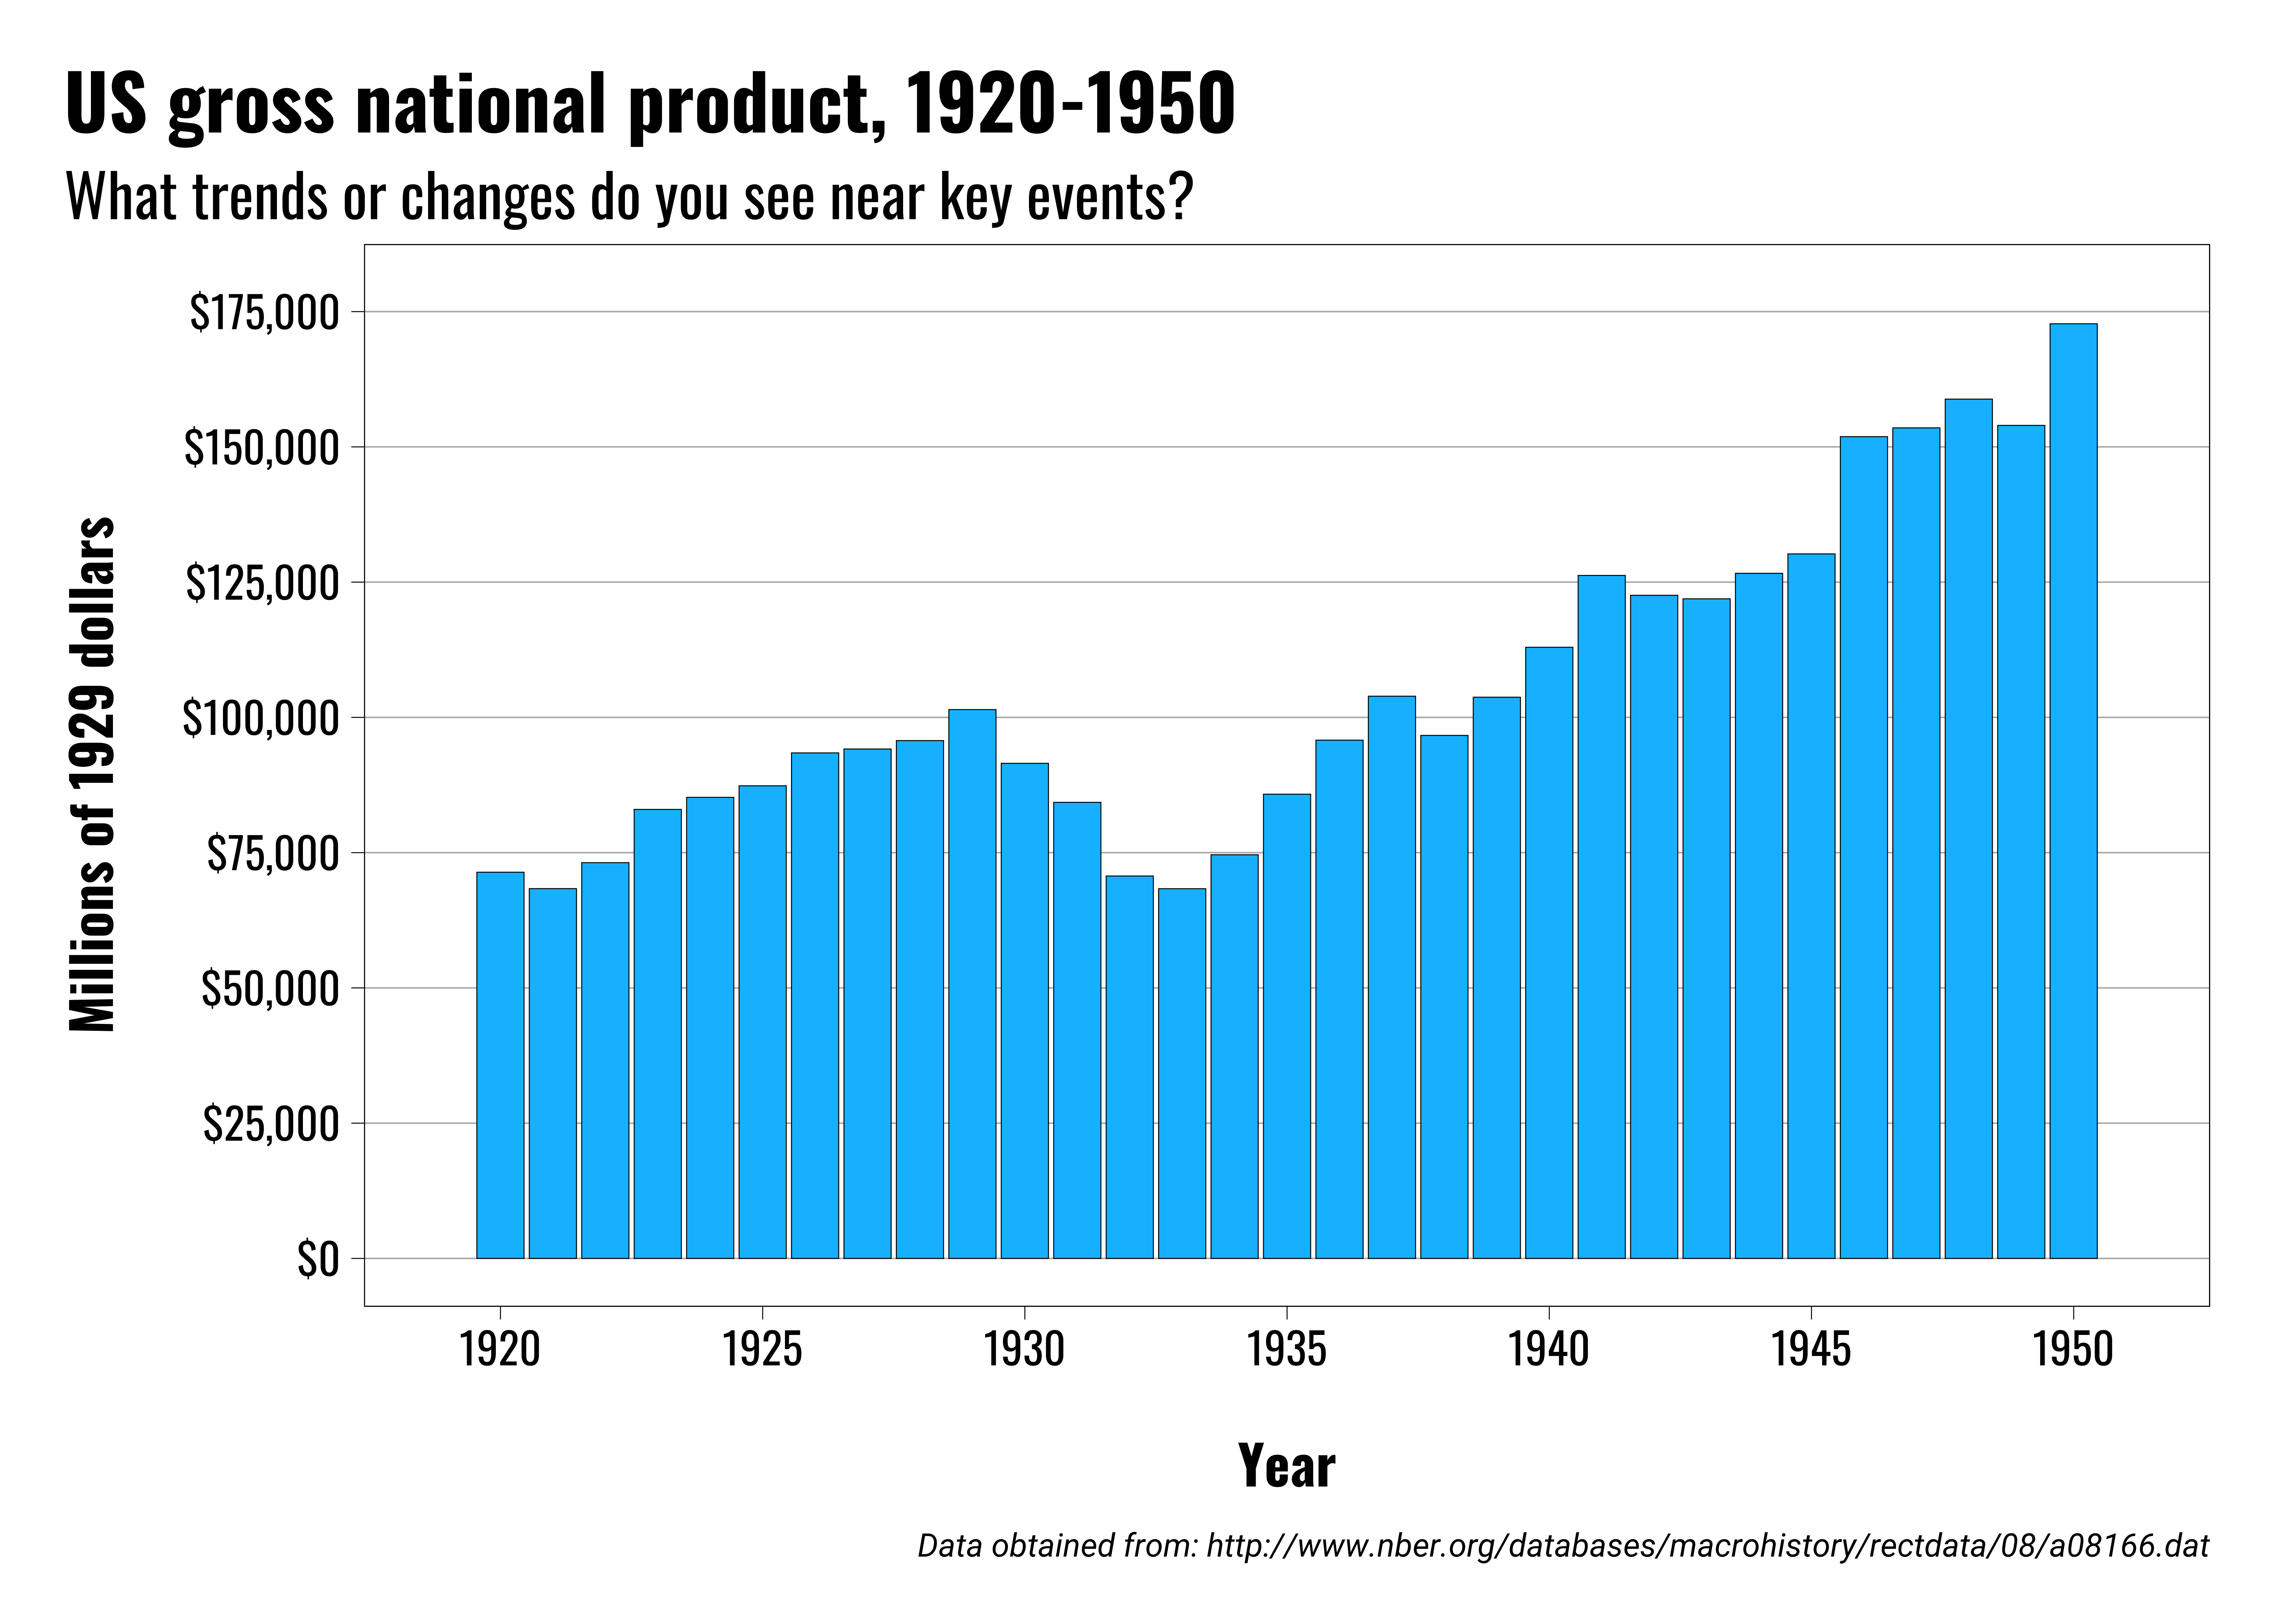 US gross national product, 1920-1950
What trends or changes do you see near key events?
Millions of 1929 dollars
$175,000
$150,000
$125,000
$100,000
$75,000
$50,000
$25,000
$0
1920 1925 1930 1935 1940 1945 1950
Year
Data obtained from: http://www.nber.org/databases/macrohistory/rectdata/08/a08166.dat